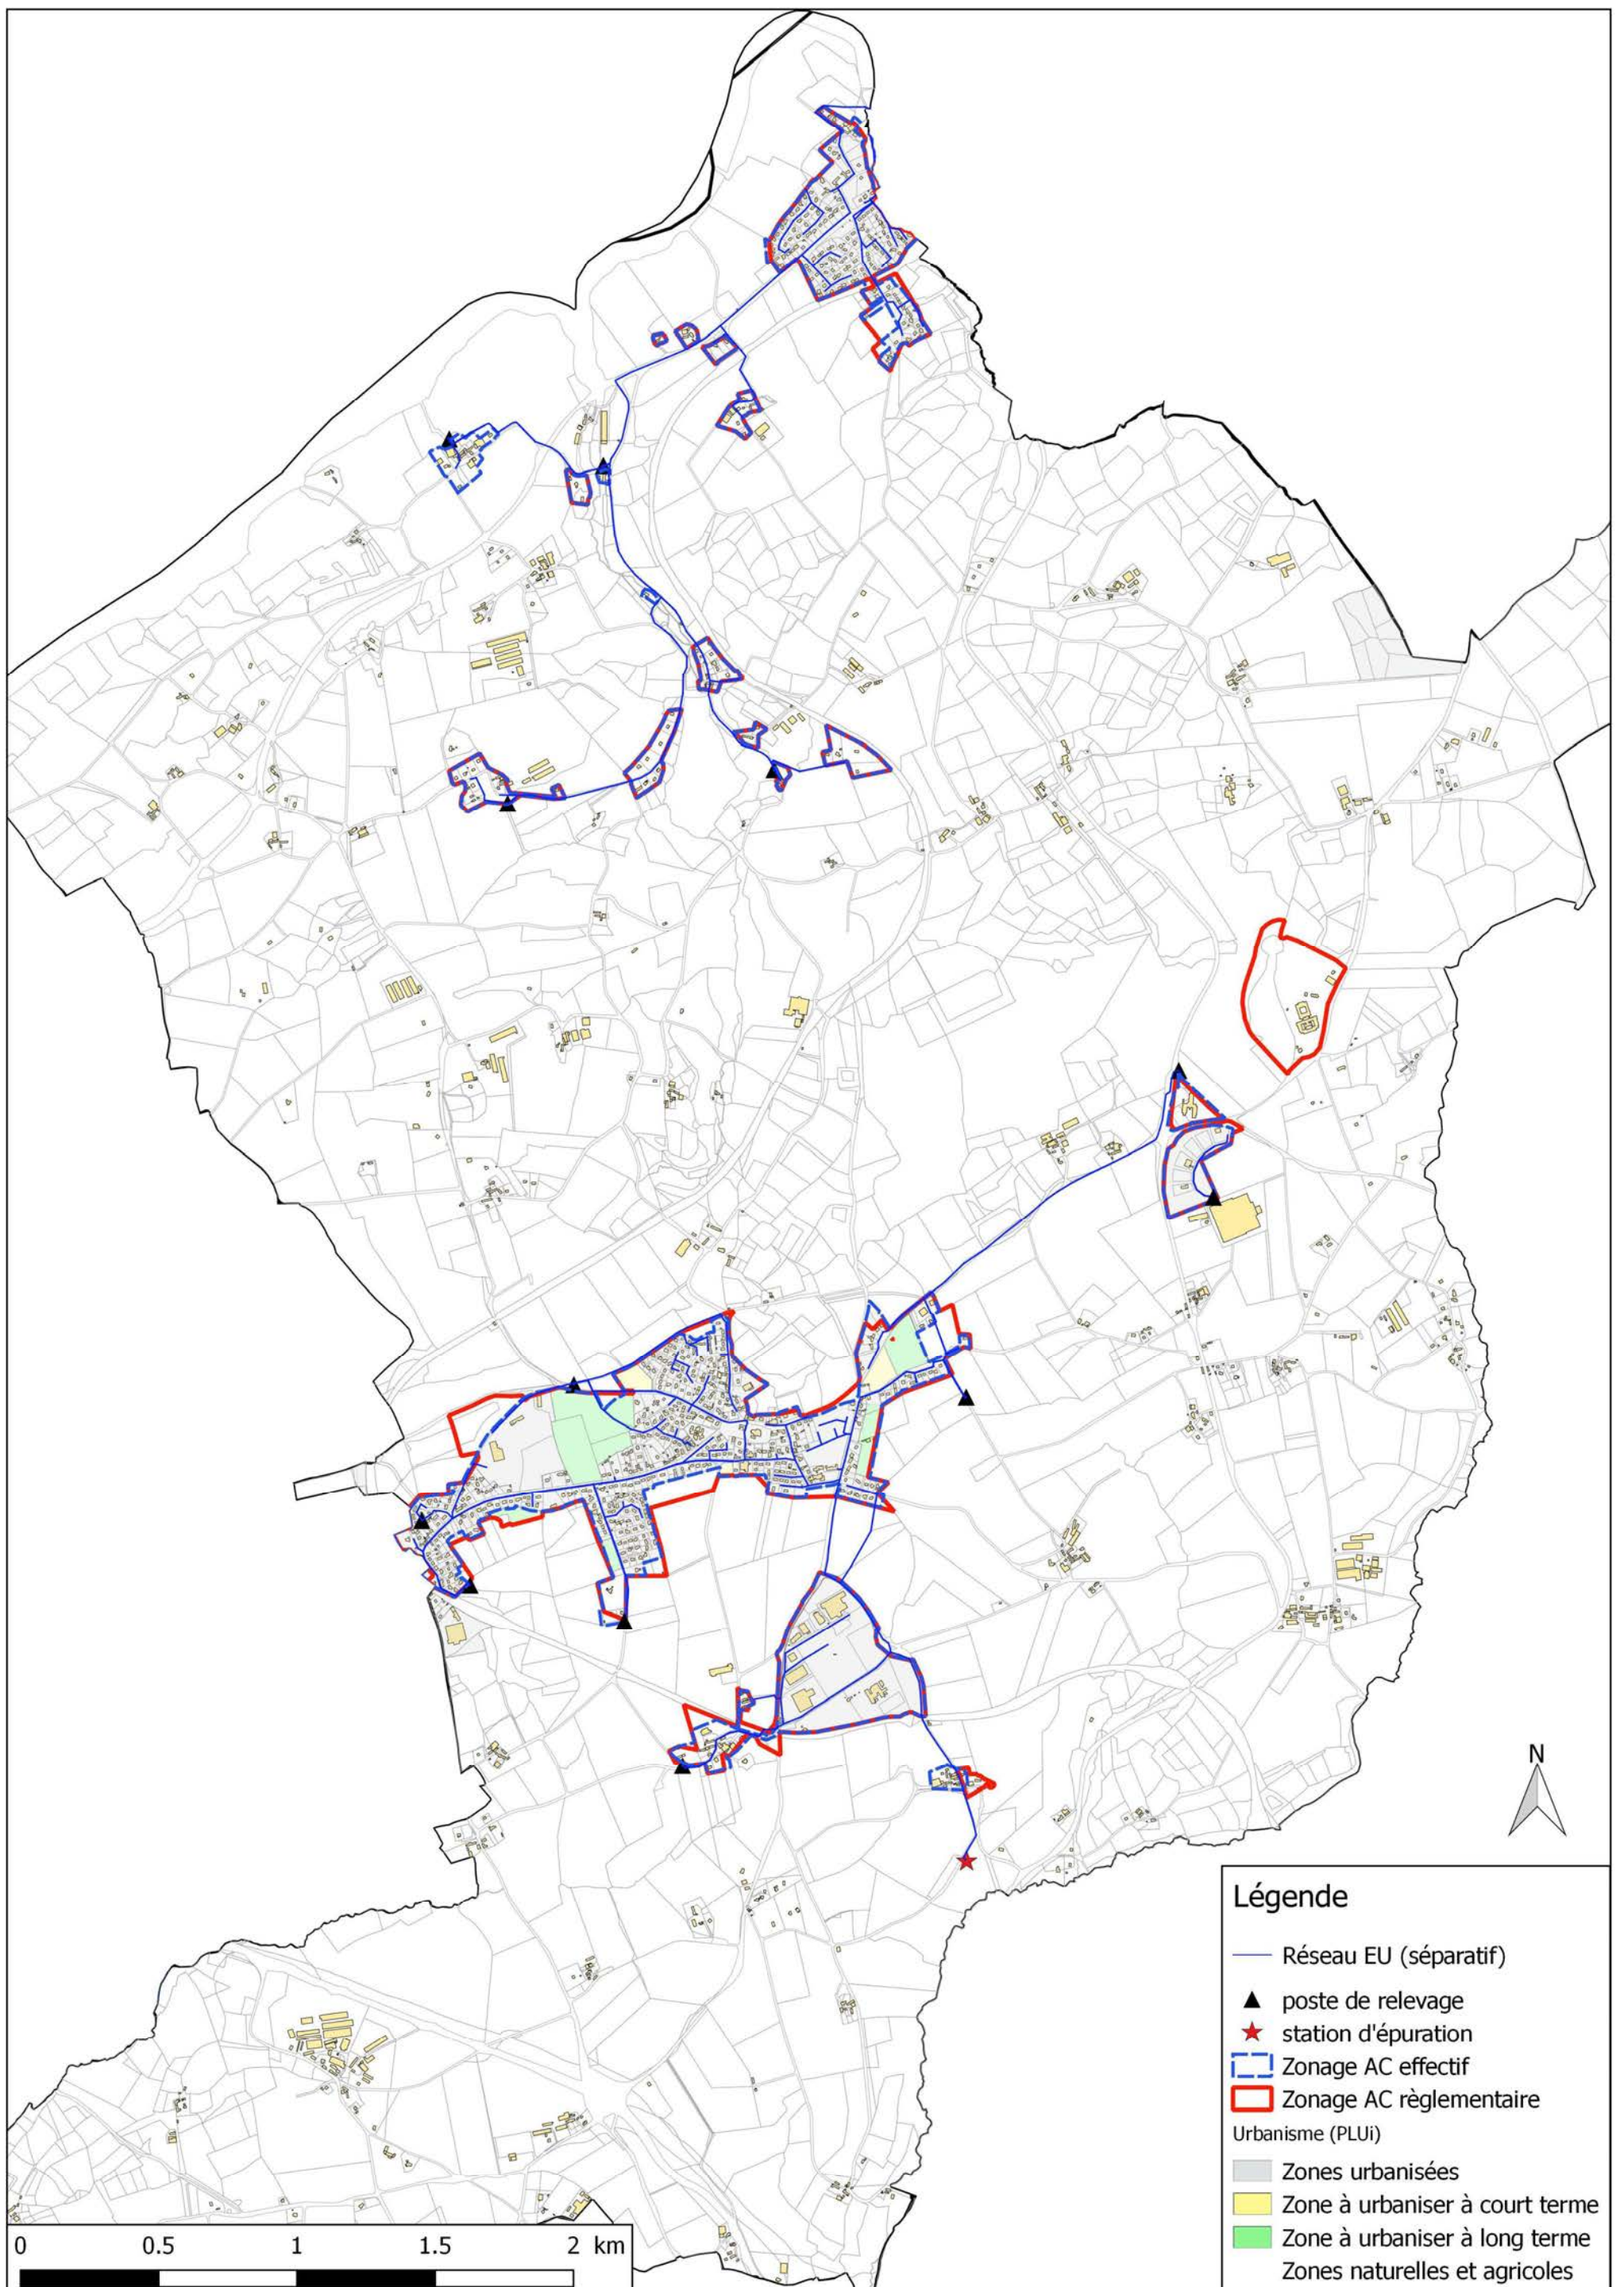 N
Légende
Réseau EU (séparatif)
poste de relevage
station d'épuration
Zonage AC effectif
Zonage AC règlementaire
Urbanisme (PLUi)
Zones urbanisées
Zone à urbaniser à court terme
Zone à urbaniser à long terme
Zones naturelles et agricoles
0 0.5 1 1.5 2 km